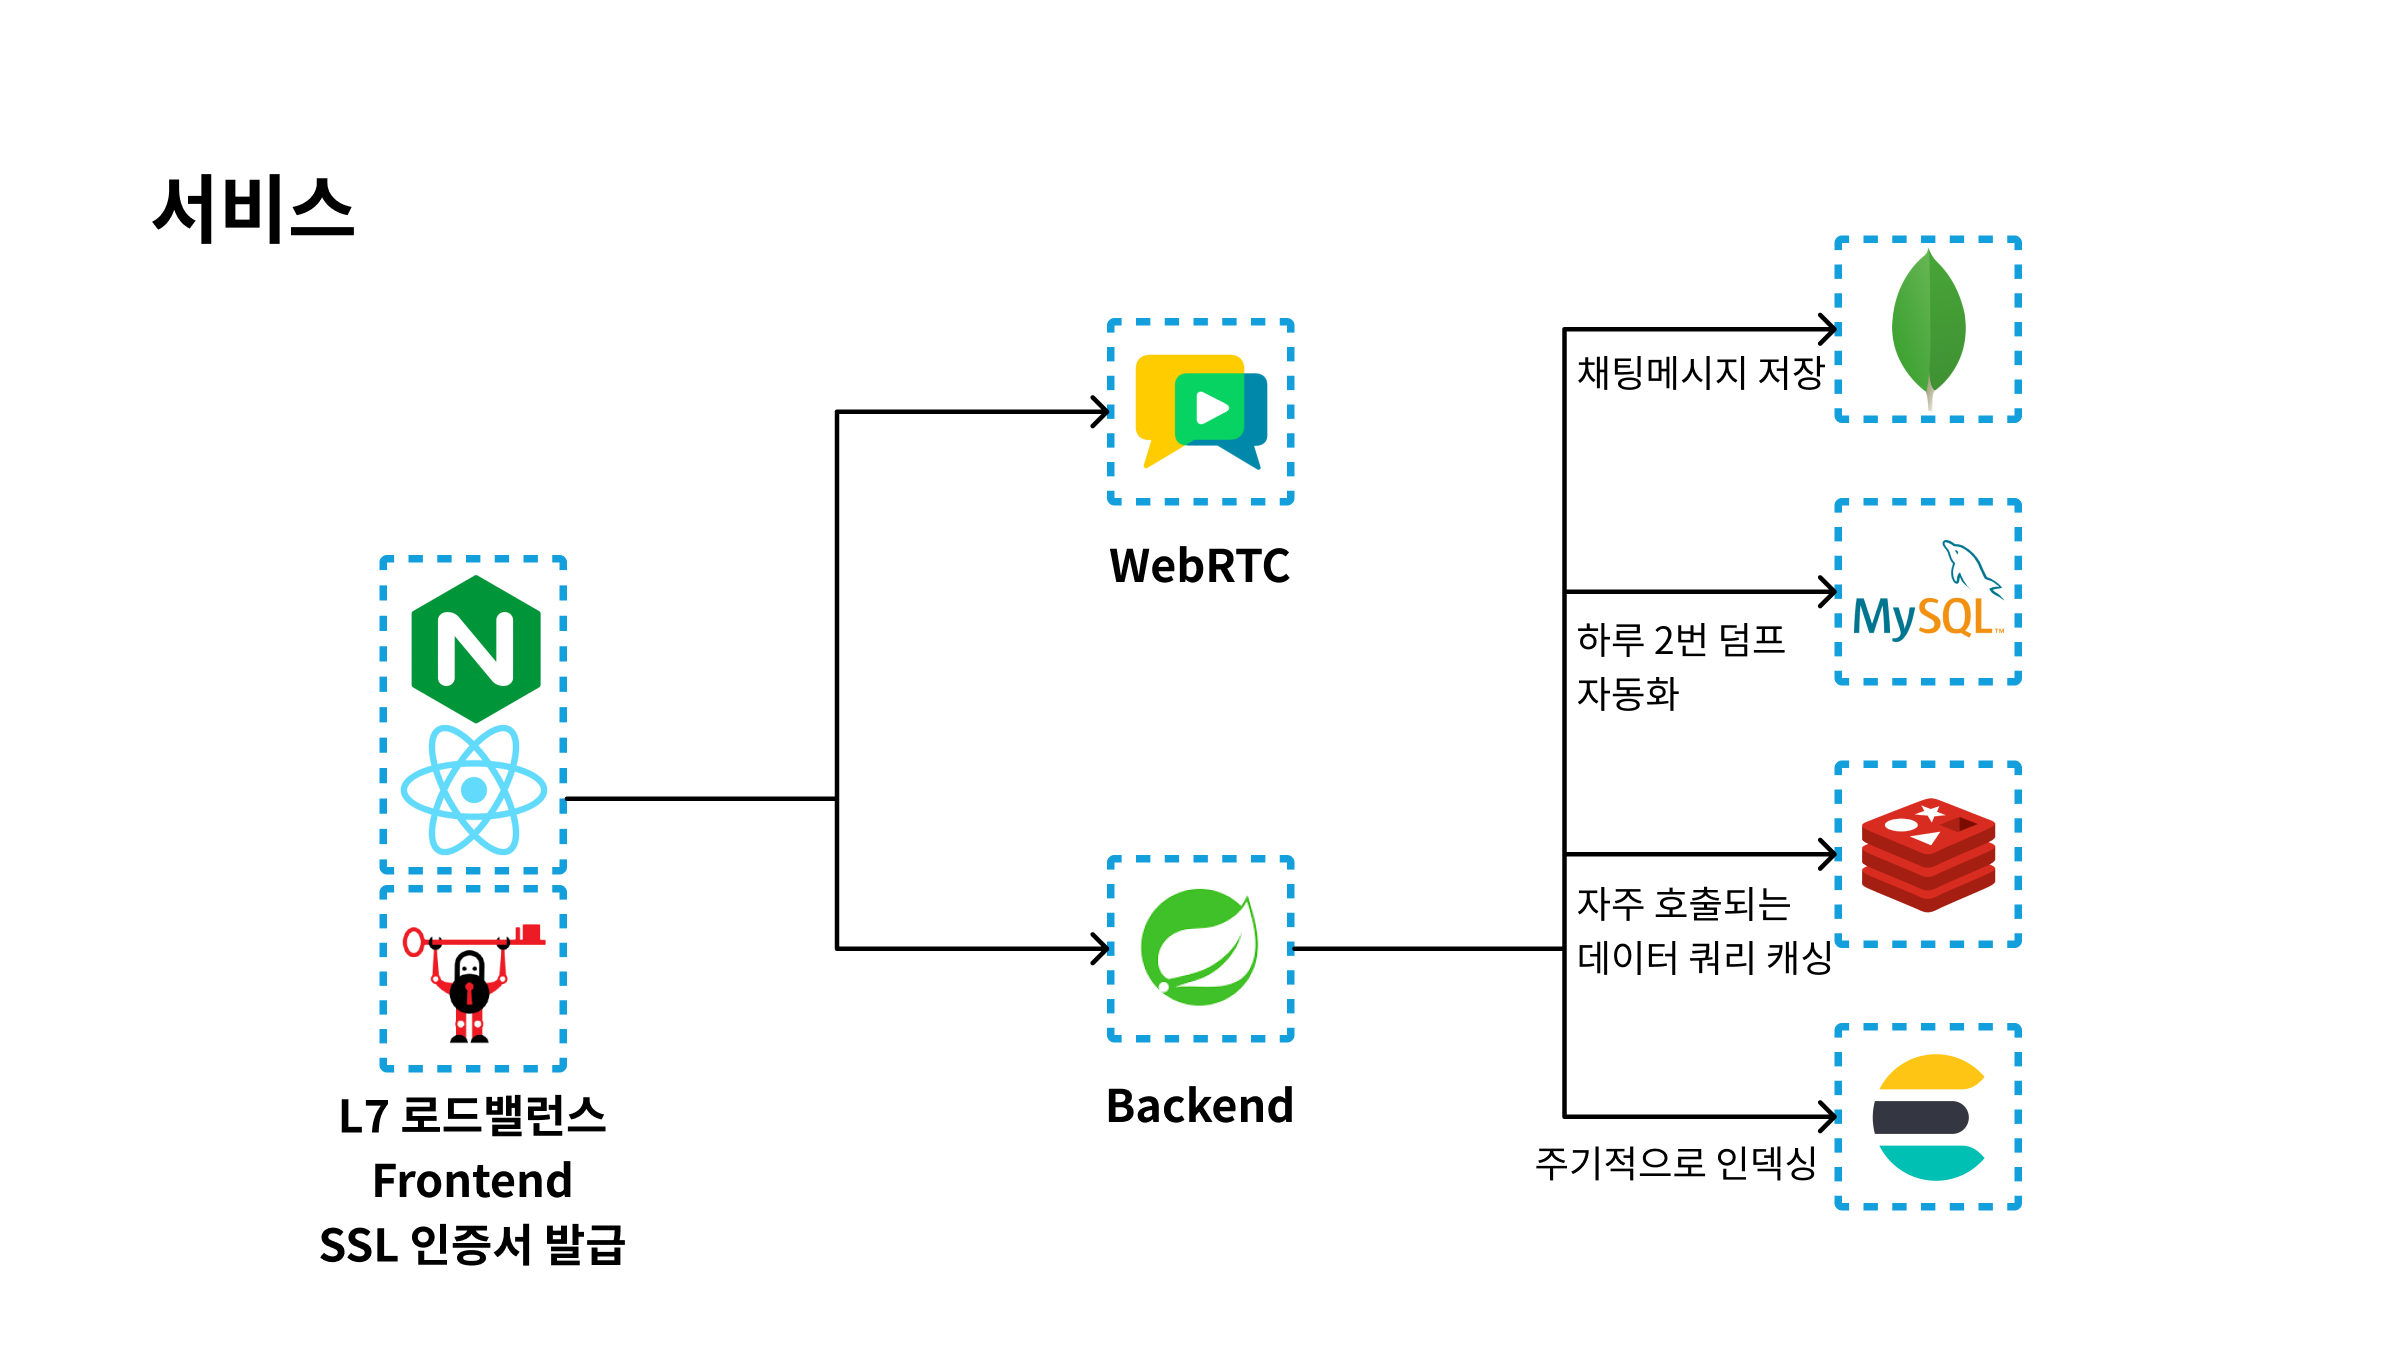 서비스
채팅메시지 저장
WebRTC
MySQL™
하루 2번 덤프
자동화
자주 호출되는
데이터 쿼리 캐싱
L7 로드밸런스
Frontend
SSL 인증서 발급
Backend
주기적으로 인덱싱